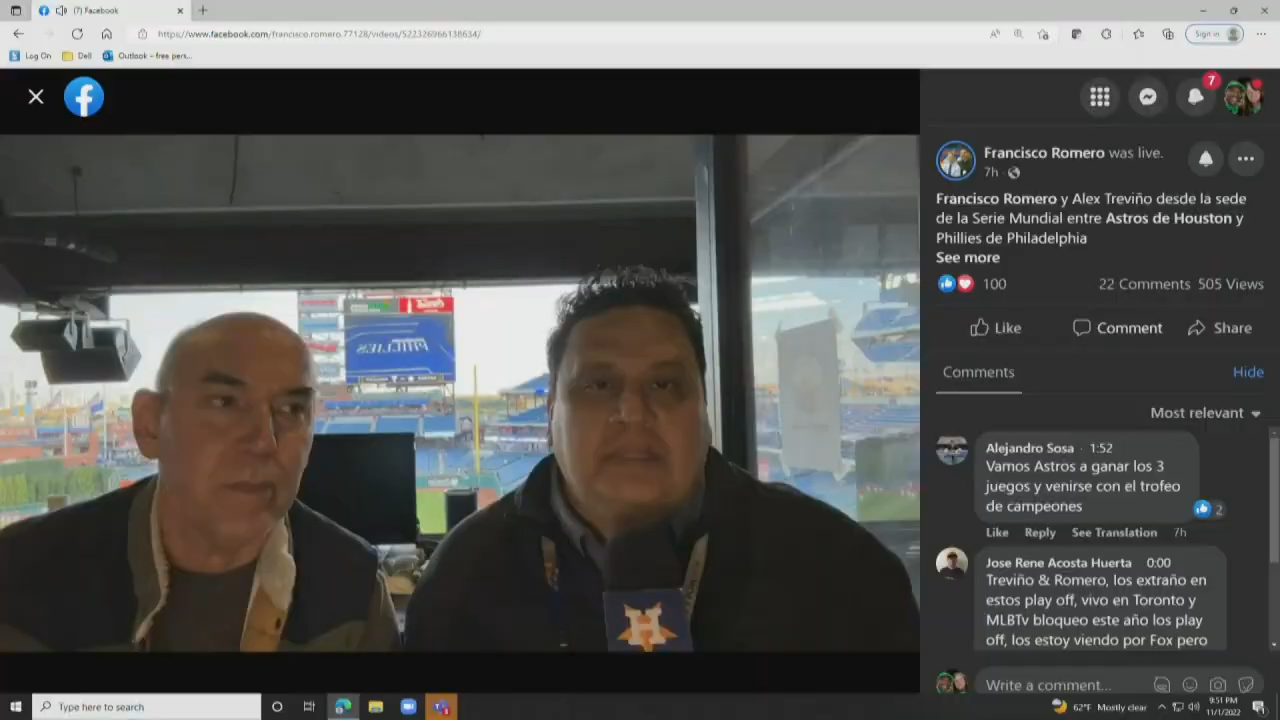 (7) Facebook
https://www.facebook.com/francisco.romero.77128/videos/522326966138634/
Sign in
Log On
Dell
Outlook - free pers...
7
Francisco Romero was live.
7h
Francisco Romero y Alex Treviño desde la sede
de la Serie Mundial entre Astros de Houston y
Phillies de Philadelphia
See more
100
22 Comments 505 Views
Like
Comment
Share
Comments
Hide
Most relevant
PHILLIES
Alejandro Sosa · 1:52
Vamos Astros a ganar los 3
juegos y venirse con el trofeo
de campeones
2
Like Reply See Translation 7h
Jose Rene Acosta Huerta 0:00
Treviño & Romero, los extraño en
estos play off, vivo en Toronto y
MLBTv bloqueo este año los play
off, los estoy viendo por Fox pero
H
Write a comment...
Type here to search
62°F Mostly clear
9:51 PM
11/1/2022